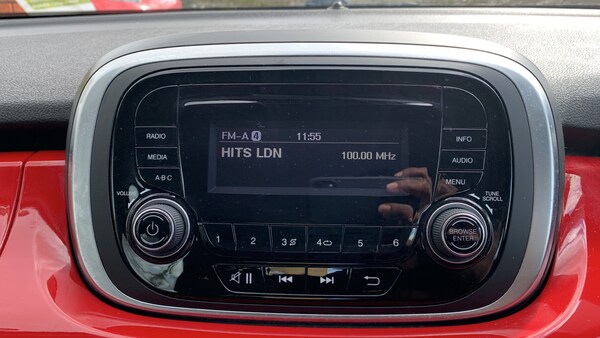 FM-A 4 11:55
HITS LDN 100.00 MHz
RADIO
MEDIA
A-B-C
INFO
AUDIO
MENU
VOLUME
TUNE
SCROLL
BROWSE
ENTER
1 2 3 4 5 6